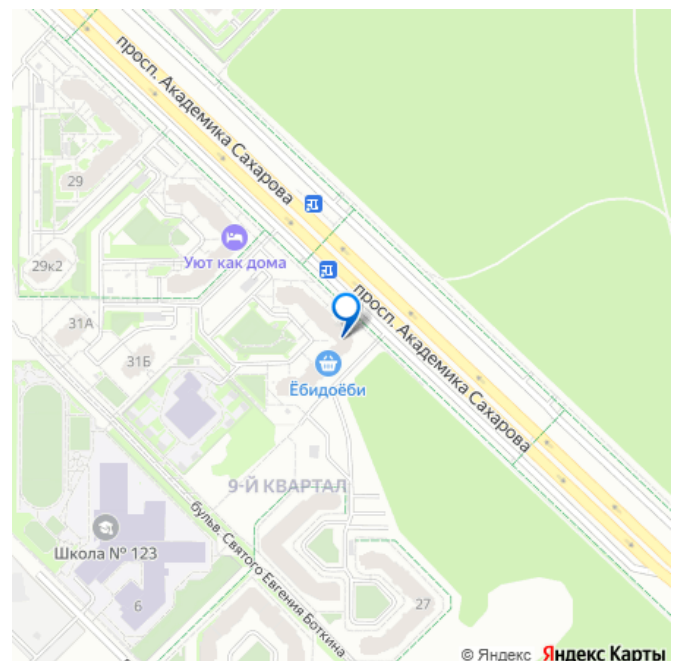 просп. Академика Сахарова
29
Уют как дома
29к2
просп. Академика Сахарова
31А
31Б
Ёбидоёби
9-Й КВАРТАЛ
бульв. Святого Евгения Боткина
Школа № 123
6
27
© Яндекс Яндекс Карты